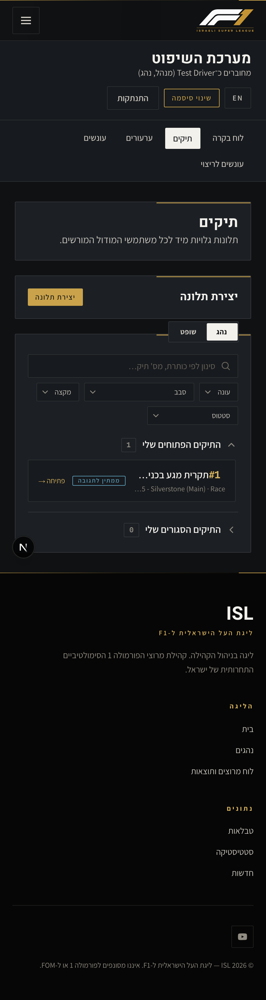 F1
ISRAELI SUPER LEAGUE
מערכת השיפוט
מחוברים כ־Test Driver (מנהל, נהג)
EN
שינוי סיסמה
התנתקות
לוח בקרה
תיקים
ערעורים
עונשים
עונשים לריצוי
תיקים
תלונות גלויות מיד לכל משתמשי המודול המורשים.
יצירת תלונה
יצירת תלונה
נהג
שופט
סינון לפי כותרת, מס' תיק…
עונה
סבב
מקצה
סטטוס
התיקים הפתוחים שלי
1
#1תקרית מגע בכני…
5 - Silverstone (Main) · Race…
ממתין לתגובה
פתיחה ←
התיקים הסגורים שלי
0
N
ISL
ליגת העל הישראלית ל-F1
ליגה בניהול הקהילה. קהילת מרוצי הפורמולה 1 הסימולטיביים
התחרותית של ישראל.
הליגה
בית
נהגים
לוח מרוצים ותוצאות
נתונים
טבלאות
סטטיסטיקה
חדשות
© 2026 ISL — ליגת העל הישראלית ל-F1. איננו מסונפים לפורמולה 1 או ל-FOM.